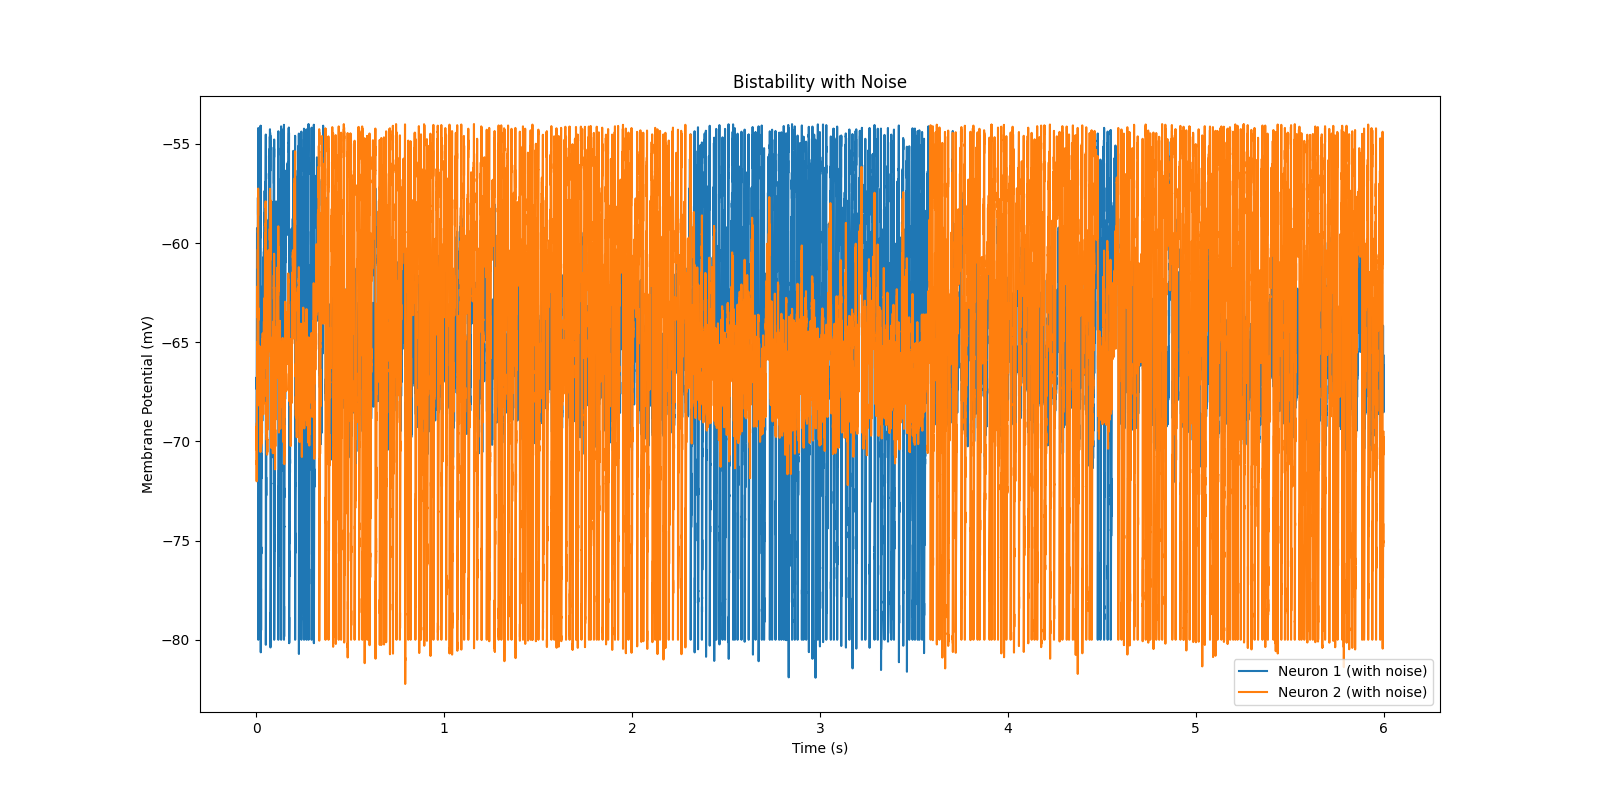 Bistability with Noise
Membrane Potential (mV)
−55
−60
−65
−70
−75
−80
0 1 2 3 4 5 6
Time (s)
Neuron 1 (with noise)
Neuron 2 (with noise)